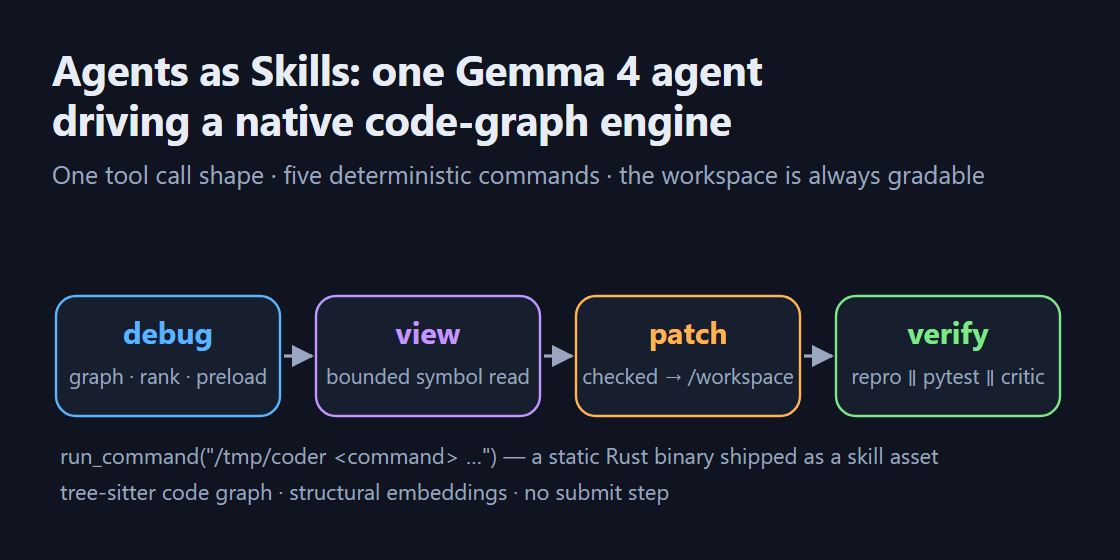 Agents as Skills: one Gemma 4 agent
driving a native code-graph engine
One tool call shape · five deterministic commands · the workspace is always gradable
debug
graph · rank · preload
view
bounded symbol read
patch
checked → /workspace
verify
repro ∥ pytest ∥ critic
run_command("/tmp/coder <command> …") — a static Rust binary shipped as a skill asset
tree-sitter code graph · structural embeddings · no submit step